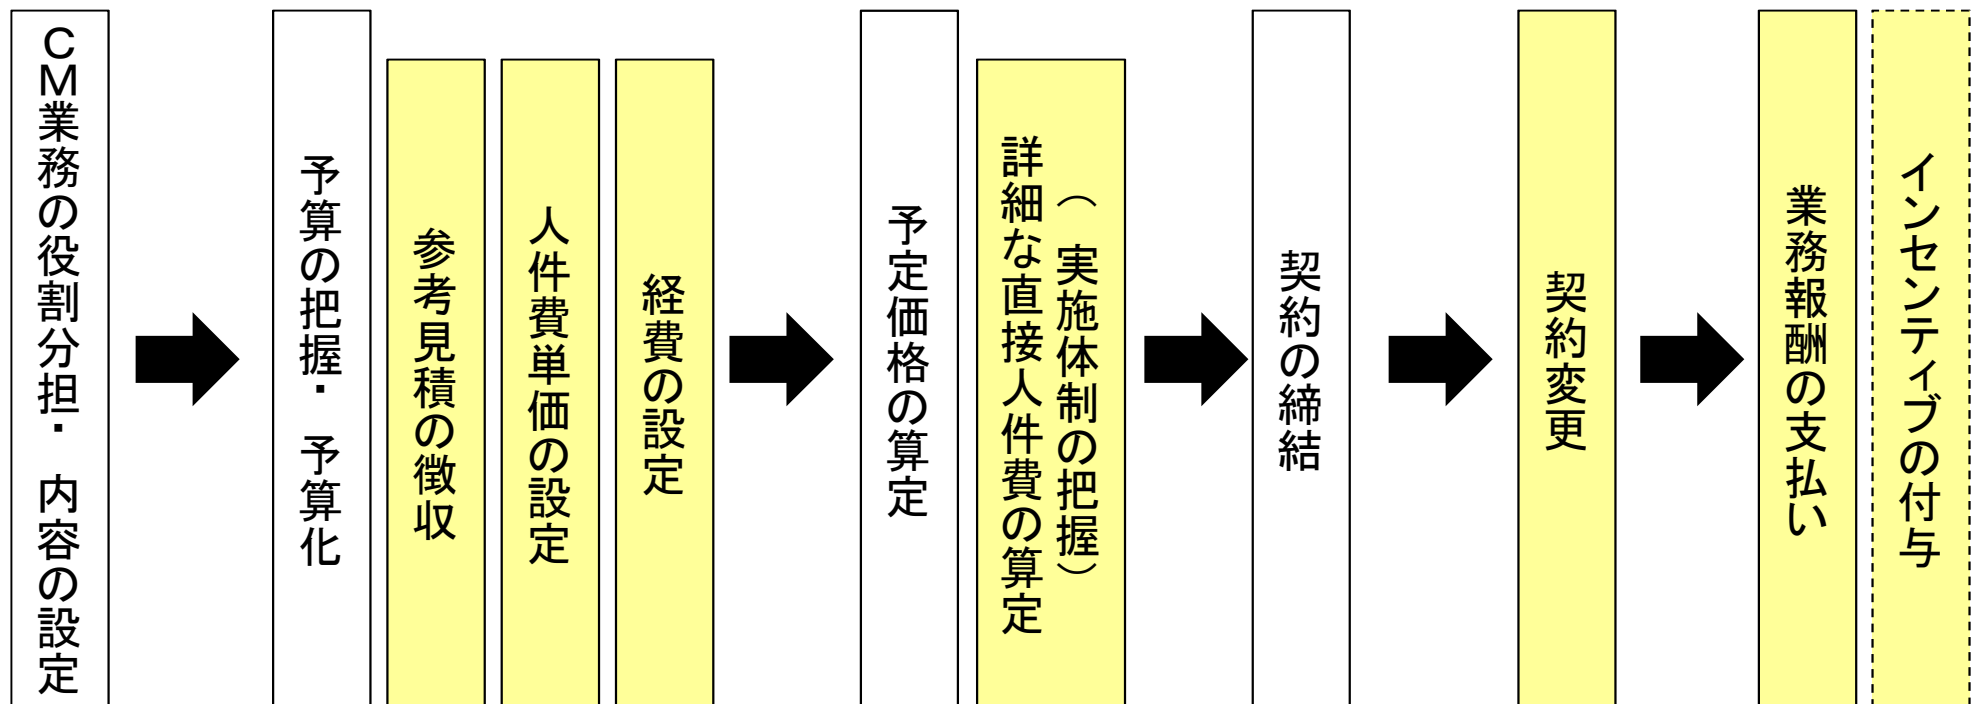 CM業務の役割分担・内容の設定
予算の把握・予算化
参考見積の徴収
人件費単価の設定
経費の設定
予定価格の算定
詳細な直接人件費の算定
（実施体制の把握）
契約の締結
契約変更
業務報酬の支払い
インセンティブの付与